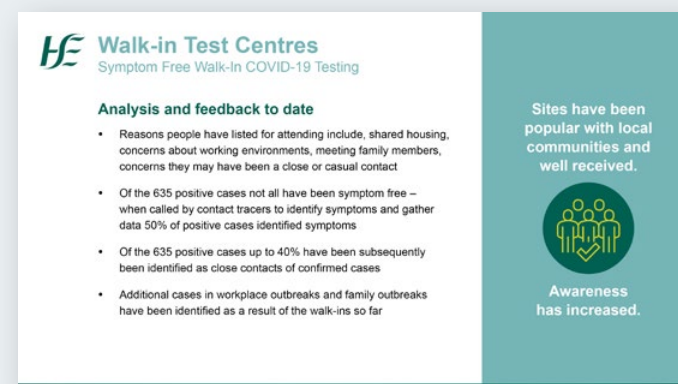 HSE
Walk-in Test Centres
Symptom Free Walk-In COVID-19 Testing
Analysis and feedback to date
• Reasons people have listed for attending include, shared housing,
concerns about working environments, meeting family members,
concerns they may have been a close or casual contact
• Of the 635 positive cases not all have been symptom free –
when called by contact tracers to identify symptoms and gather
data 50% of positive cases identified symptoms
• Of the 635 positive cases up to 40% have been subsequently
been identified as close contacts of confirmed cases
• Additional cases in workplace outbreaks and family outbreaks
have been identified as a result of the walk-ins so far
Sites have been
popular with local
communities and
well received.
Awareness
has increased.